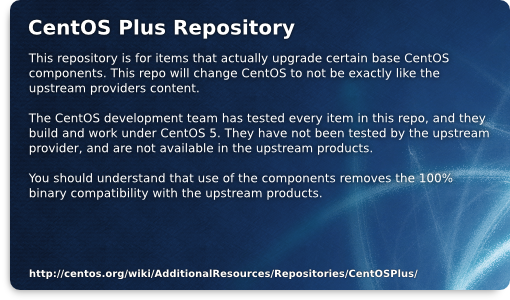 CentOS Plus Repository
This repository is for items that actually upgrade certain base CentOS
components. This repo will change CentOS to not be exactly like the
upstream providers content.
The CentOS development team has tested every item in this repo, and they
build and work under CentOS 5. They have not been tested by the upstream
provider, and are not available in the upstream products.
You should understand that use of the components removes the 100%
binary compatibility with the upstream products.
http://centos.org/wiki/AdditionalResources/Repositories/CentOSPlus/